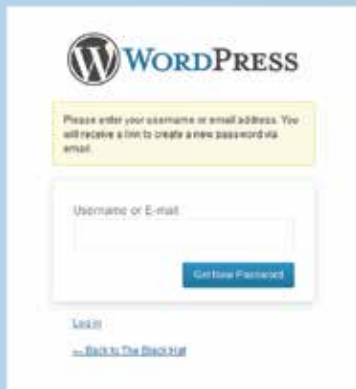 WORDPRESS
Please enter your username or email address. You
will receive a link to create a new password via
email.
Username or E-mail
Get New Password
Log in
← Back to The Black Hat